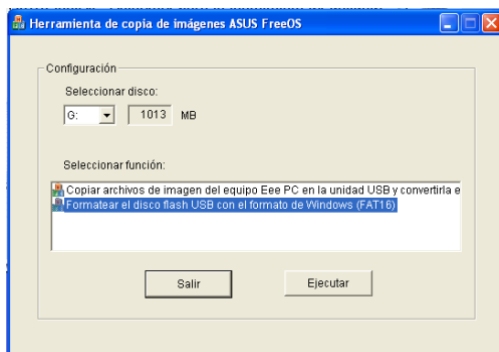 Herramienta de copia de imágenes ASUS FreeOS
Configuración
Seleccionar disco:
G: 1013 MB
Seleccionar función:
Copiar archivos de imagen del equipo Eee PC en la unidad USB y convertirla e
Formatear el disco flash USB con el formato de Windows (FAT16)
Salir Ejecutar